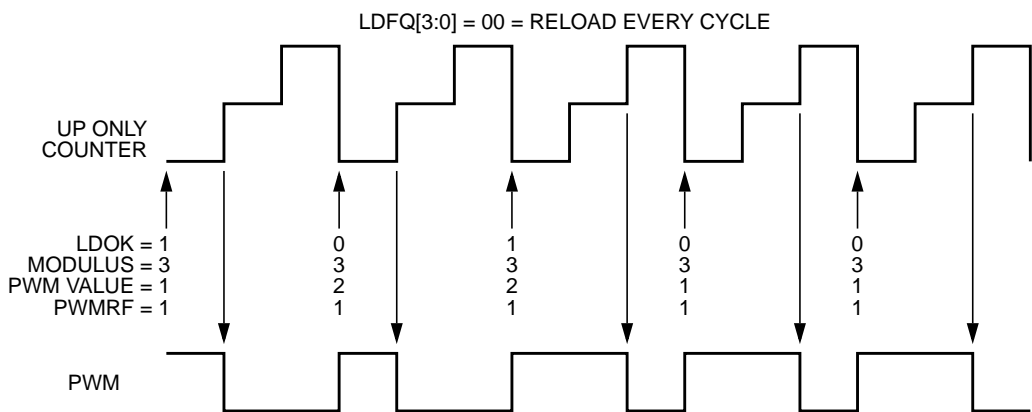 LDFQ[3:0] = 00 = RELOAD EVERY CYCLE
UP ONLY
COUNTER
LDOK = 1 0 1 0 0
MODULUS = 3 3 3 3 3
PWM VALUE = 1 2 2 1 1
PWMRF = 1 1 1 1 1
PWM